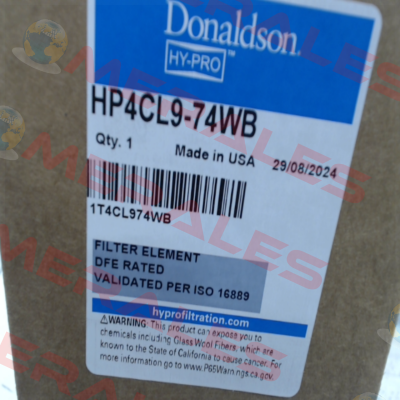 Donaldson.
HY-PRO™
HP4CL9-74WB
Qty. 1 Made in USA 29/08/2024
1T4CL974WB
FILTER ELEMENT
DFE RATED
VALIDATED PER ISO 16889
hyprofiltration.com
⚠WARNING: This product can expose you to
chemicals including Glass Wool Fibers, which are
known to the State of California to cause cancer. For
more information go to www.P65Warnings.ca.gov.